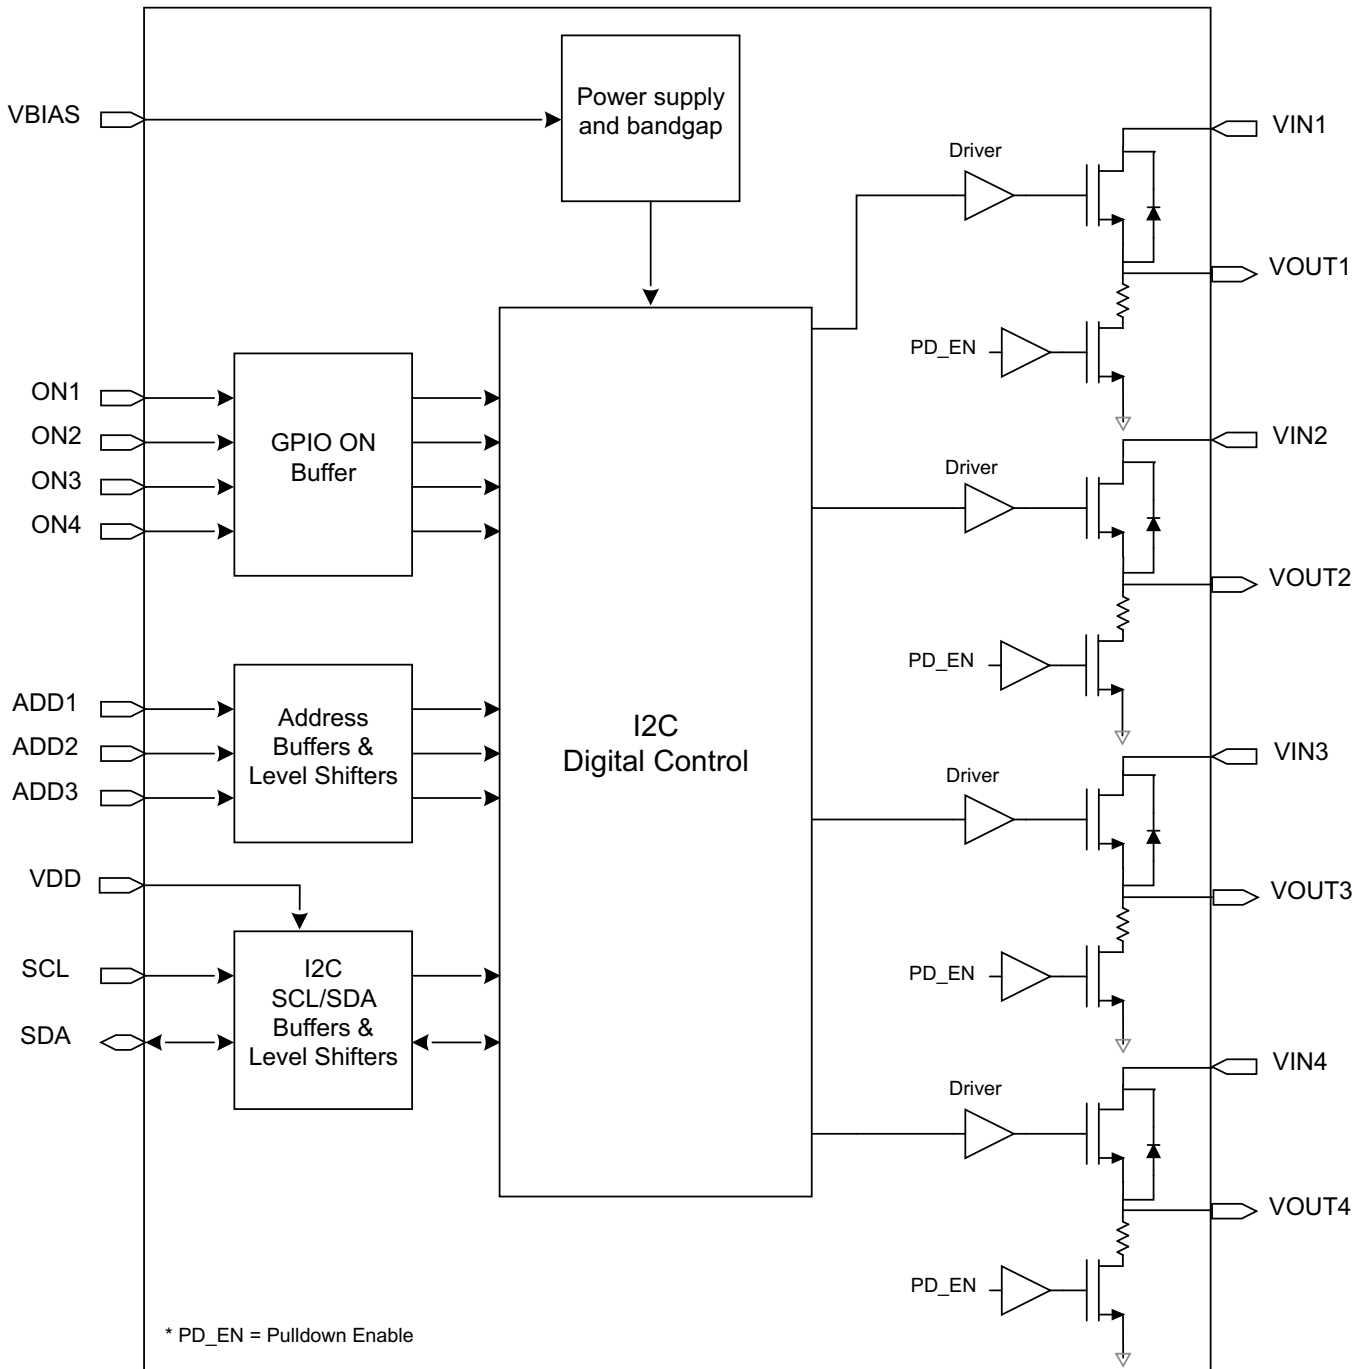 Power supply
and bandgap
VBIAS
VIN1
Driver
VOUT1
PD_EN
ON1
ON2
ON3
ON4
GPIO ON
Buffer
VIN2
Driver
VOUT2
PD_EN
ADD1
ADD2
ADD3
Address
Buffers &
Level Shifters
I2C
Digital Control
VIN3
Driver
VOUT3
PD_EN
VDD
SCL
SDA
I2C
SCL/SDA
Buffers &
Level Shifters
VIN4
Driver
VOUT4
PD_EN
* PD_EN = Pulldown Enable